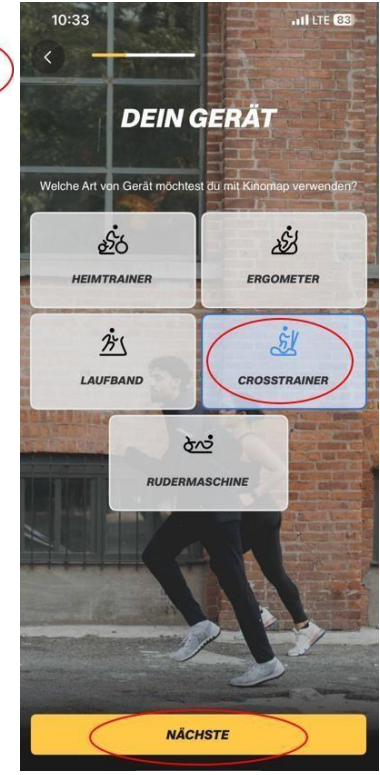 10:33
LTE 83
DEIN GERÄT
Welche Art von Gerät möchtest du mit Kinomap verwenden?
HEIMTRAINER
ERGOMETER
LAUFBAND
CROSSTRAINER
RUDERMASCHINE
NÄCHSTE